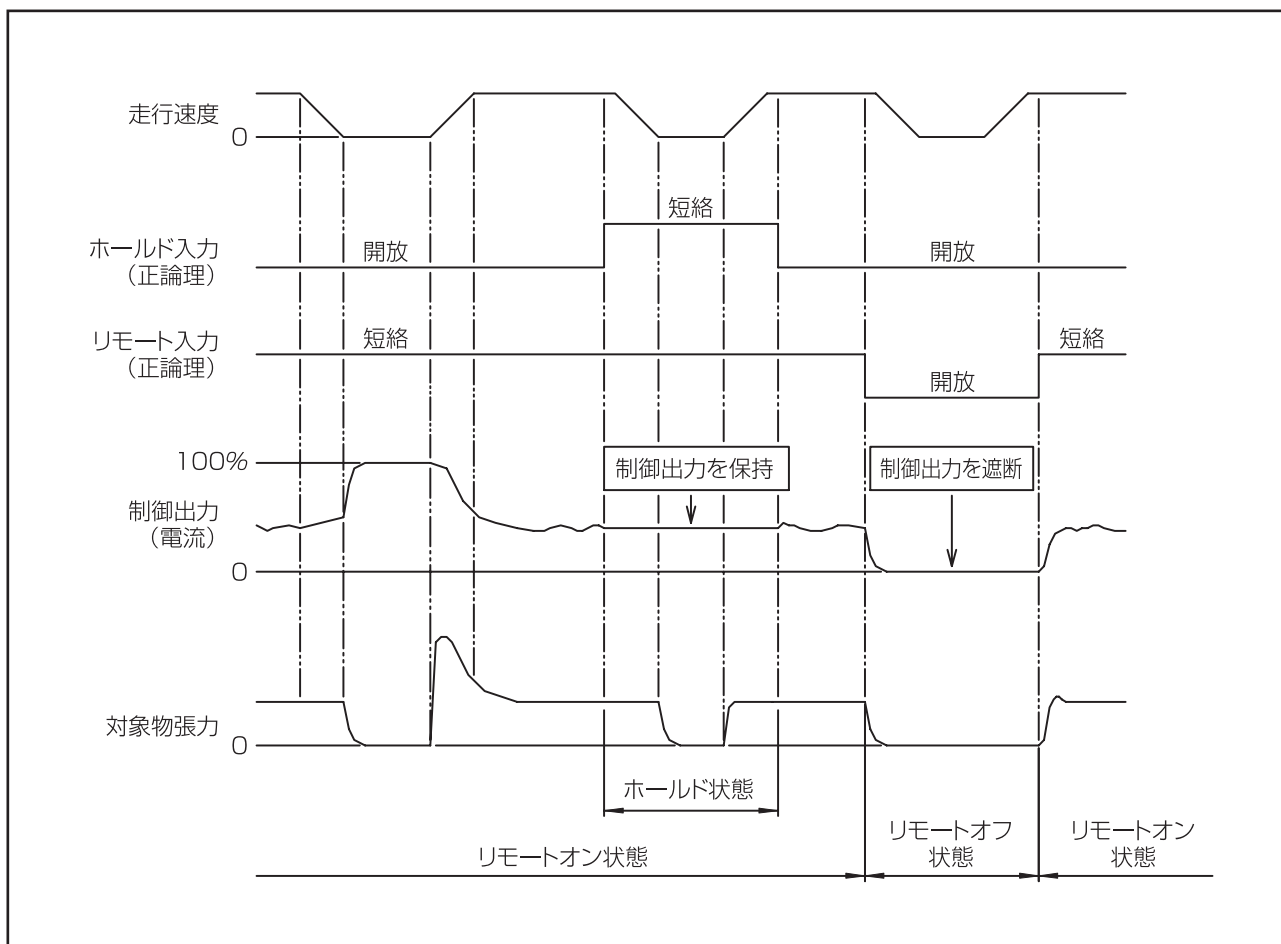 走行速度
0
短絡
ホールド入力
(正論理)
開放
開放
リモート入力
(正論理)
短絡
短絡
開放
100%
制御出力を保持
制御出力を遮断
制御出力
(電流)
0
対象物張力
0
ホールド状態
リモートオン状態
リモートオフ
状態
リモートオン
状態